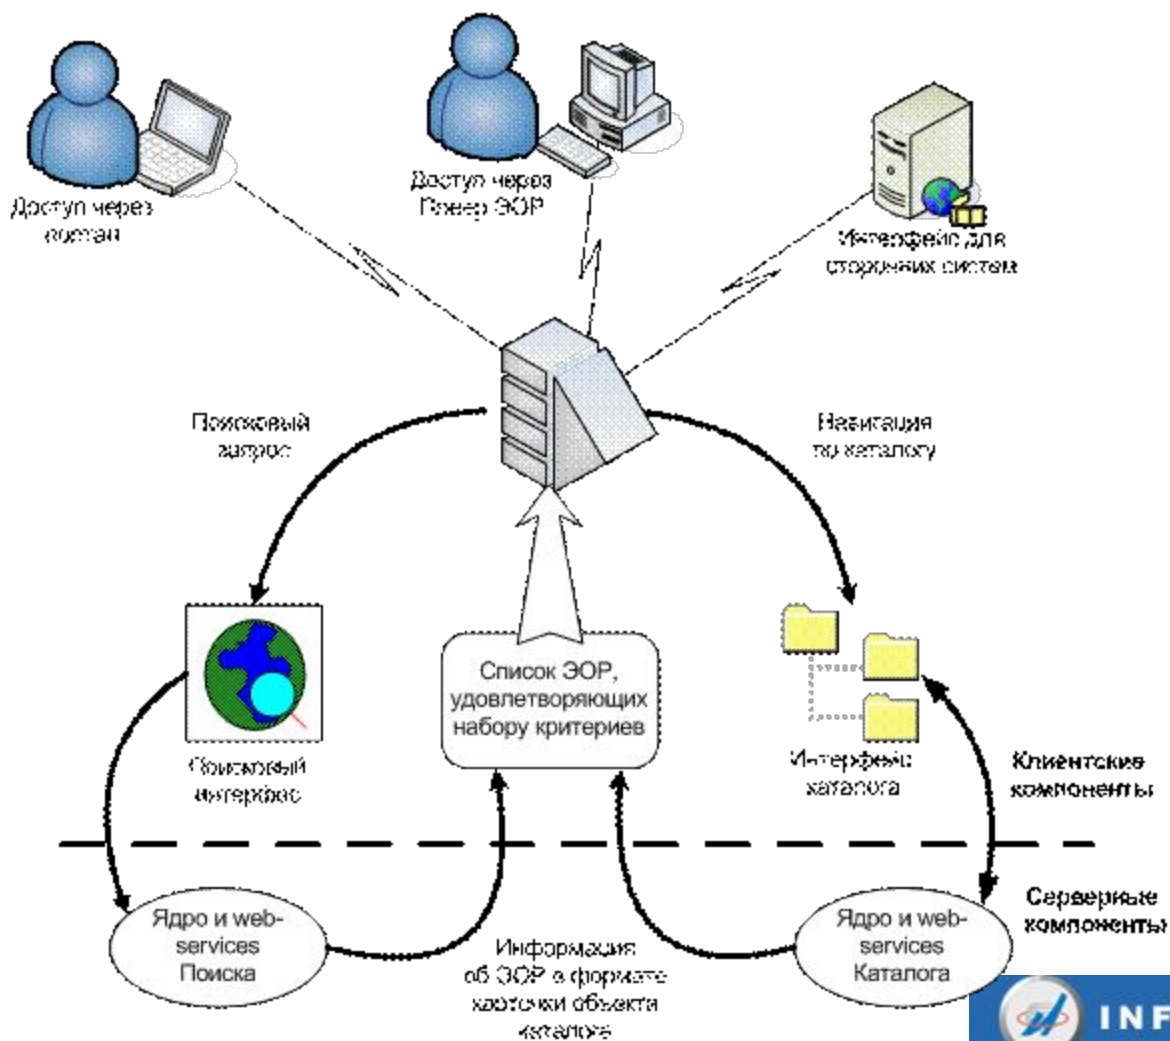 Доступ через
портал
Доступ через
Плеер ЭОР
Интерфейс для
сторонних систем
Поисковый
запрос
Навигация
по каталогу
Список ЭОР,
удовлетворяющих
набору критериев
Поисковый
интерфейс
Интерфейс
каталога
Клиентские
компоненты
Серверные
компоненты
Ядро и web-
services
Поиска
Информация
об ЭОР в формате
карточки объекта
каталога
Ядро и web-
services
Каталога
INF